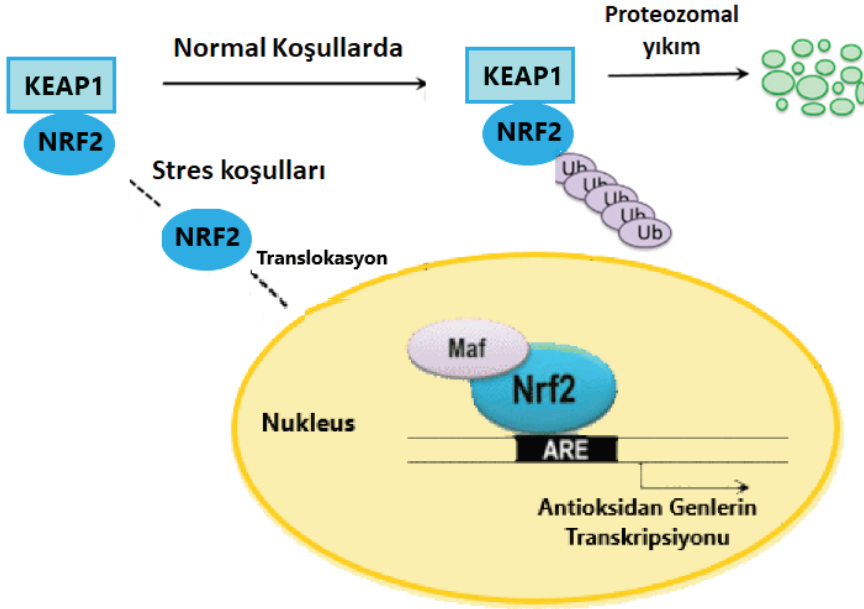 Normal Koşullarda
Proteozomal
yıkım
KEAP1
NRF2
KEAP1
NRF2
Ub
Ub
Ub
Ub
Ub
Stres koşulları
NRF2
Translokasyon
Maf
Nrf2
Nukleus
ARE
Antioksidan Genlerin
Transkripsiyonu